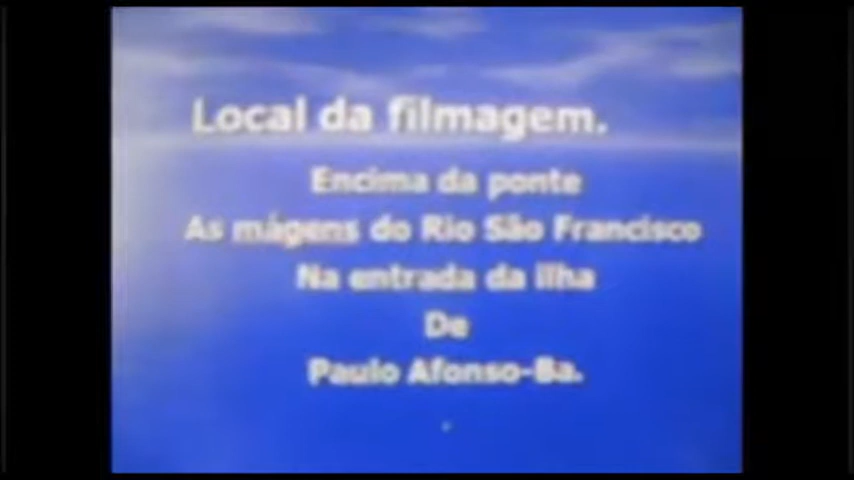 Local da filmagem.
Encima da ponte
As mágens do Rio São Francisco
Na entrada da ilha
De
Paulo Afonso-Ba.